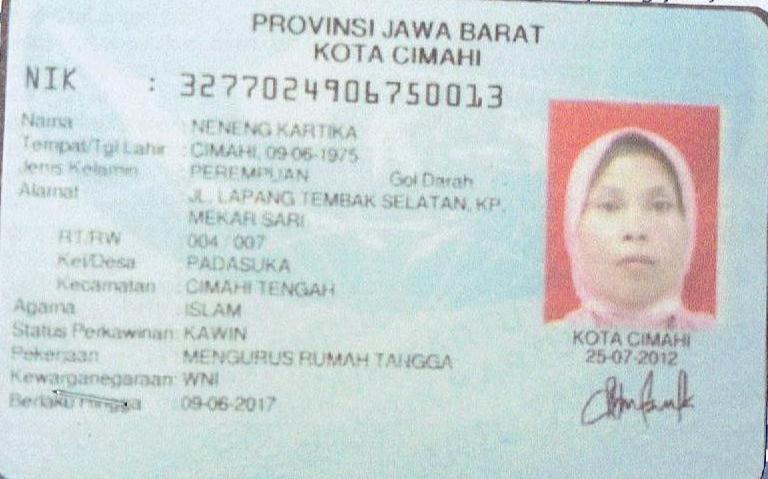 PROVINSI JAWA BARAT
KOTA CIMAHI
NIK : 3277024906750013
Nama : NENENG KARTIKA
Tempat/Tgl Lahir : CIMAHI, 09-06-1975
Jenis Kelamin : PEREMPUAN Gol Darah
Alamat : JL. LAPANG TEMBAK SELATAN, KP.
MEKAR SARI
RT/RW : 004 / 007
Kel/Desa : PADASUKA
Kecamatan : CIMAHI TENGAH
Agama : ISLAM
Status Perkawinan: KAWIN
Pekerjaan : MENGURUS RUMAH TANGGA
Kewarganegaraan: WNI
Berlaku Hingga : 09-06-2017
KOTA CIMAHI
25-07-2012